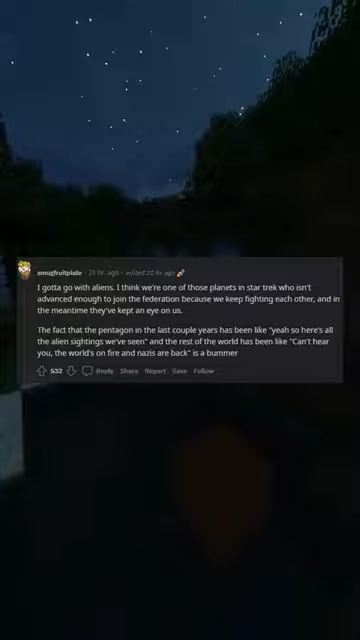 smugfruitplate · 21 hr. ago · edited 21 hr. ago
I gotta go with aliens. I think we're one of those planets in star trek who isn't
advanced enough to join the federation because we keep fighting each other, and in
the meantime they've kept an eye on us.
The fact that the pentagon in the last couple years has been like "yeah so here's all
the alien sightings we've seen" and the rest of the world has been like "Can't hear
you, the world's on fire and nazis are back" is a bummer
532 Reply Share Report Save Follow